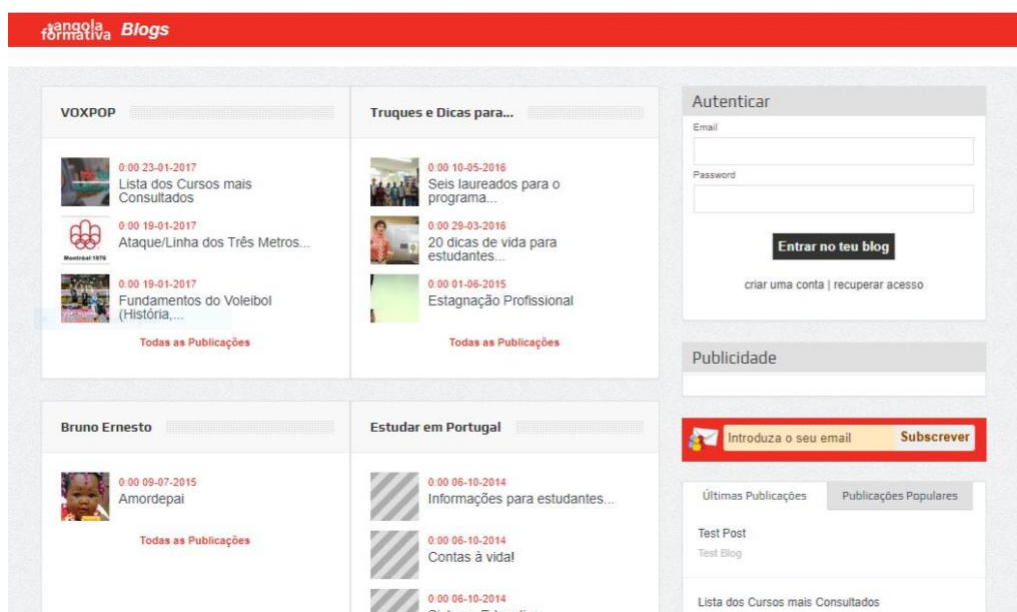 angola
formativa Blogs
VOXPOP
0:00 23-01-2017
Lista dos Cursos mais
Consultados
0:00 19-01-2017
Ataque/Linha dos Três Metros...
Montréal 1976
0:00 19-01-2017
Fundamentos do Voleibol
(História,...
Todas as Publicações
Truques e Dicas para...
0:00 10-05-2016
Seis laureados para o
programa...
0:00 29-03-2016
20 dicas de vida para
estudantes...
0:00 01-06-2015
Estagnação Profissional
Todas as Publicações
Bruno Ernesto
0:00 09-07-2015
Amordepai
Todas as Publicações
Estudar em Portugal
0:00 06-10-2014
Informações para estudantes...
0:00 06-10-2014
Contas à vida!
0:00 06-10-2014
Autenticar
Email
Password
Entrar no teu blog
criar uma conta | recuperar acesso
Publicidade
Introduza o seu email Subscrever
Últimas Publicações Publicações Populares
Test Post
Test Blog
Lista dos Cursos mais Consultados